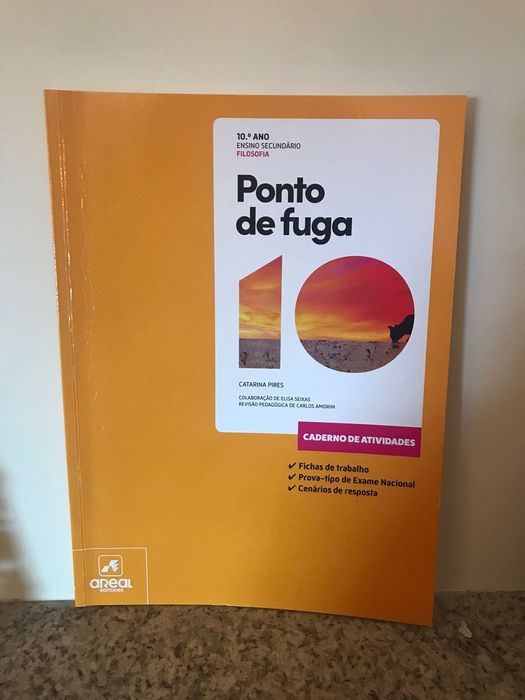 10.º ANO
ENSINO SECUNDÁRIO
FILOSOFIA
Ponto
de fuga
10
CATARINA PIRES
COLABORAÇÃO DE ELISA SEIXAS
REVISÃO PEDAGÓGICA DE CARLOS AMORIM
CADERNO DE ATIVIDADES
✓ Fichas de trabalho
✓ Prova-tipo de Exame Nacional
✓ Cenários de resposta
areal
EDITORES